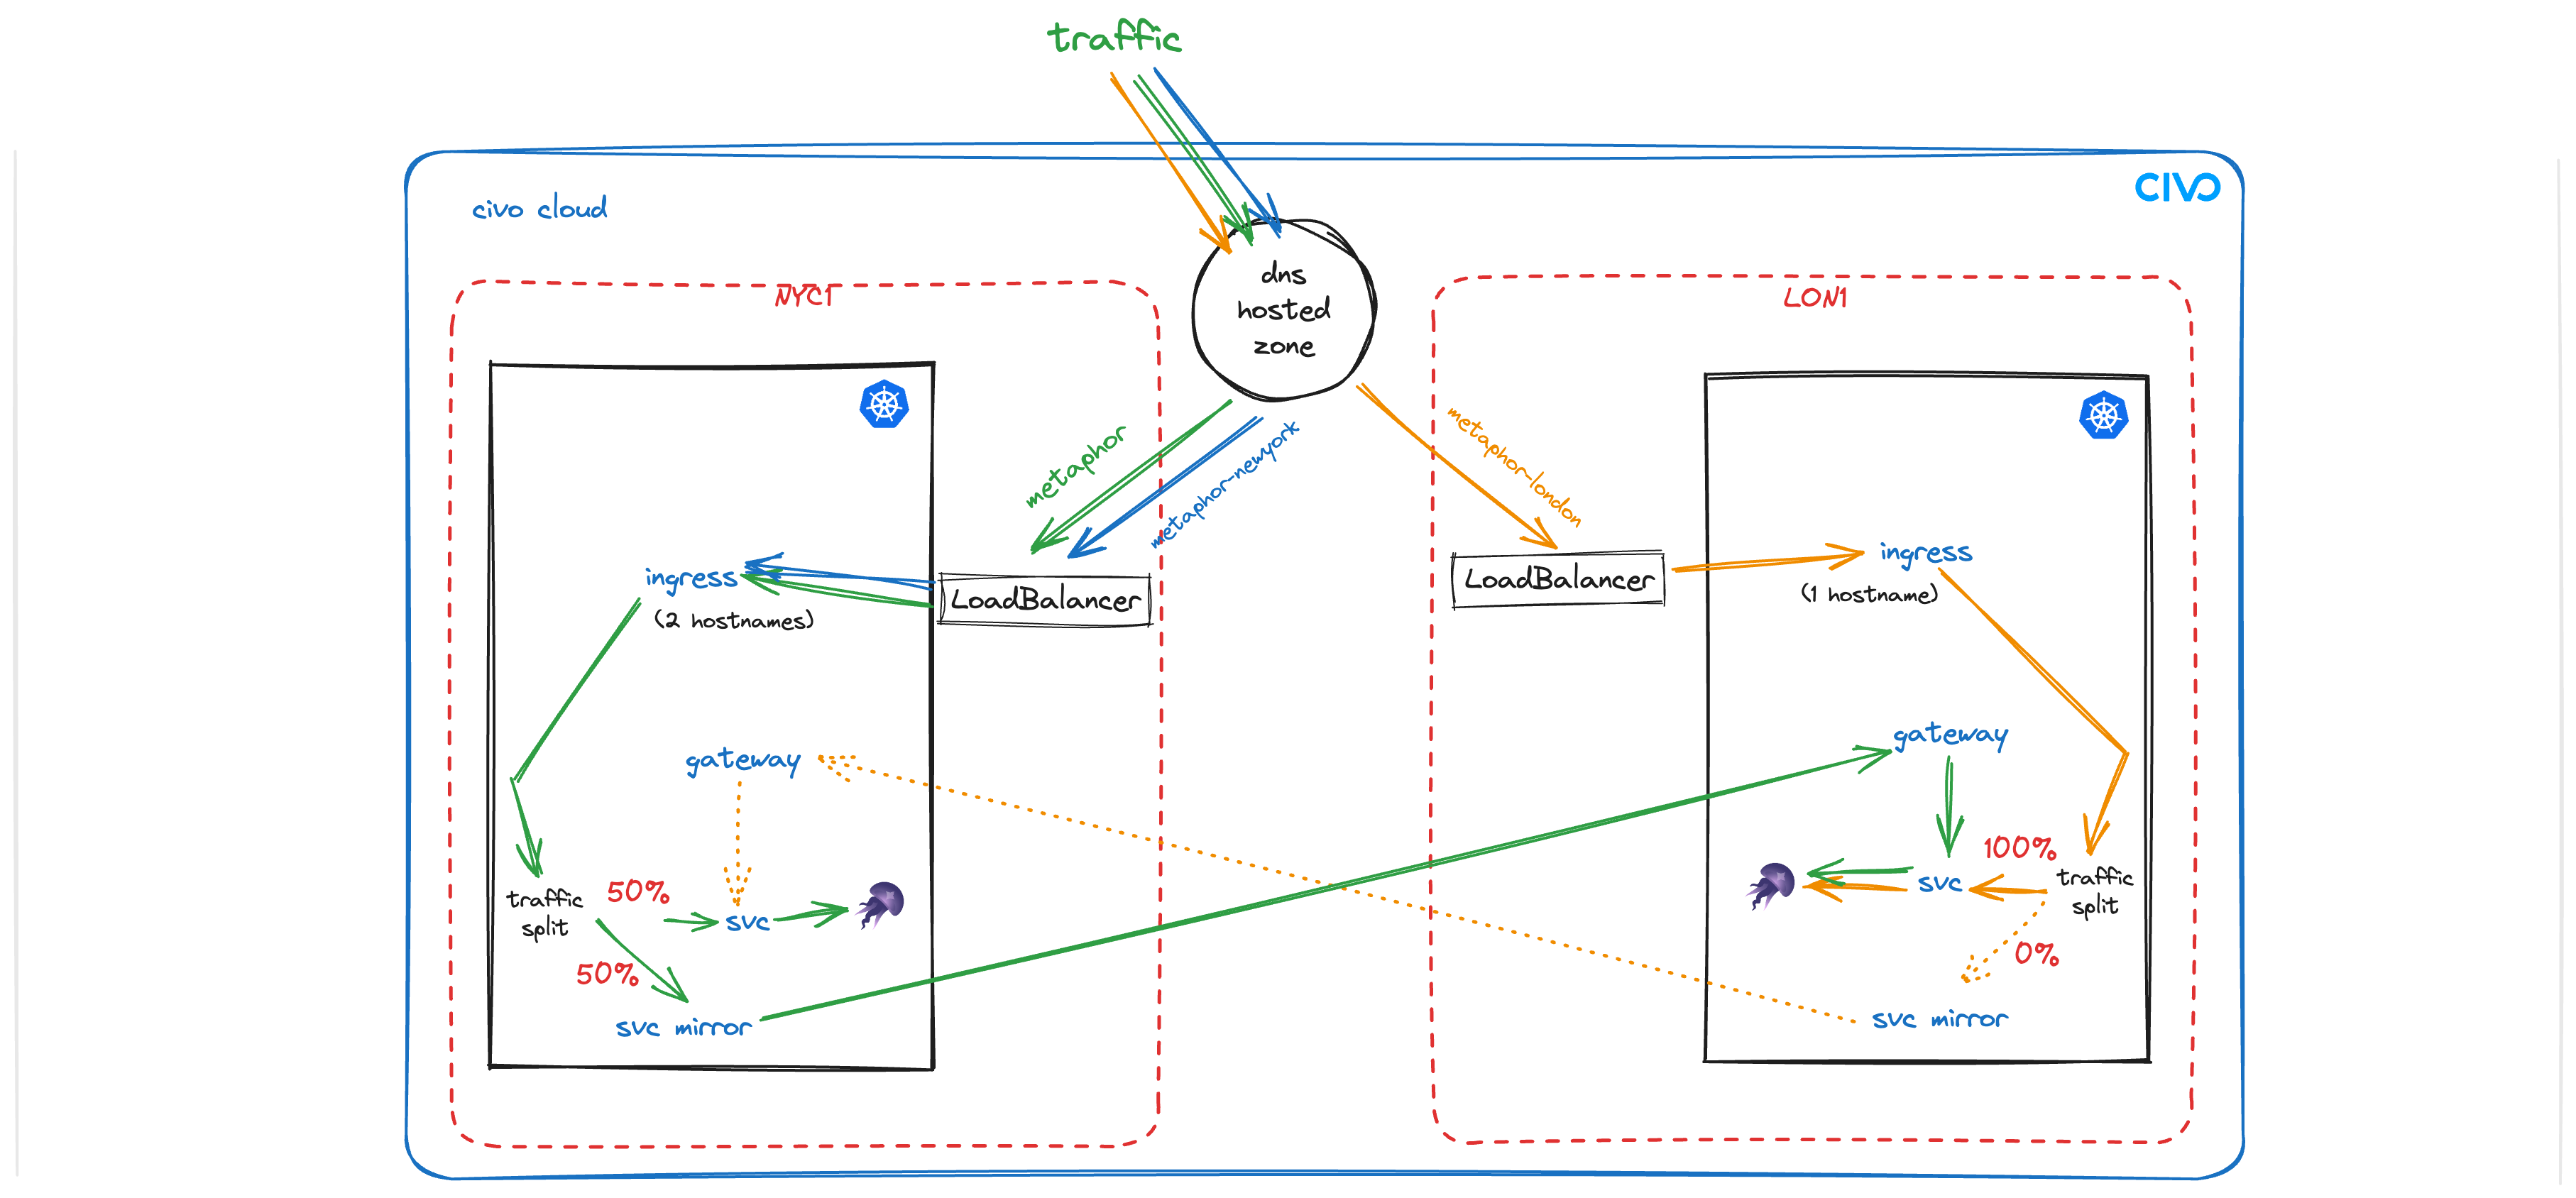 traffic
civo cloud
CIVO
dns
hosted
zone
NYC1
LON1
metaphor
metaphor-newyork
metaphor-london
ingress
(2 hostnames)
LoadBalancer
LoadBalancer
ingress
(1 hostname)
gateway
gateway
traffic
split
50%
50%
svc
svc mirror
svc
100%
traffic
split
0%
svc mirror